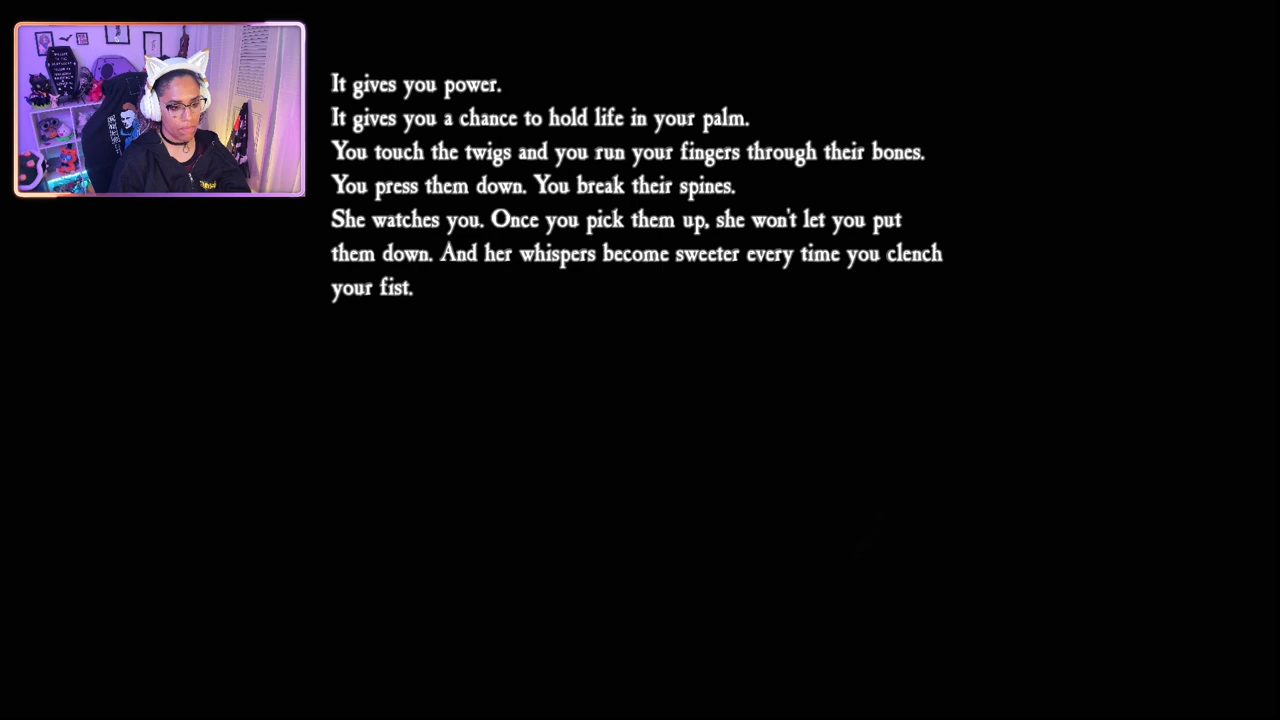 It gives you power.
It gives you a chance to hold life in your palm.
You touch the twigs and you run your fingers through their bones.
You press them down. You break their spines.
She watches you. Once you pick them up, she won't let you put
them down. And her whispers become sweeter every time you clench
your fist.